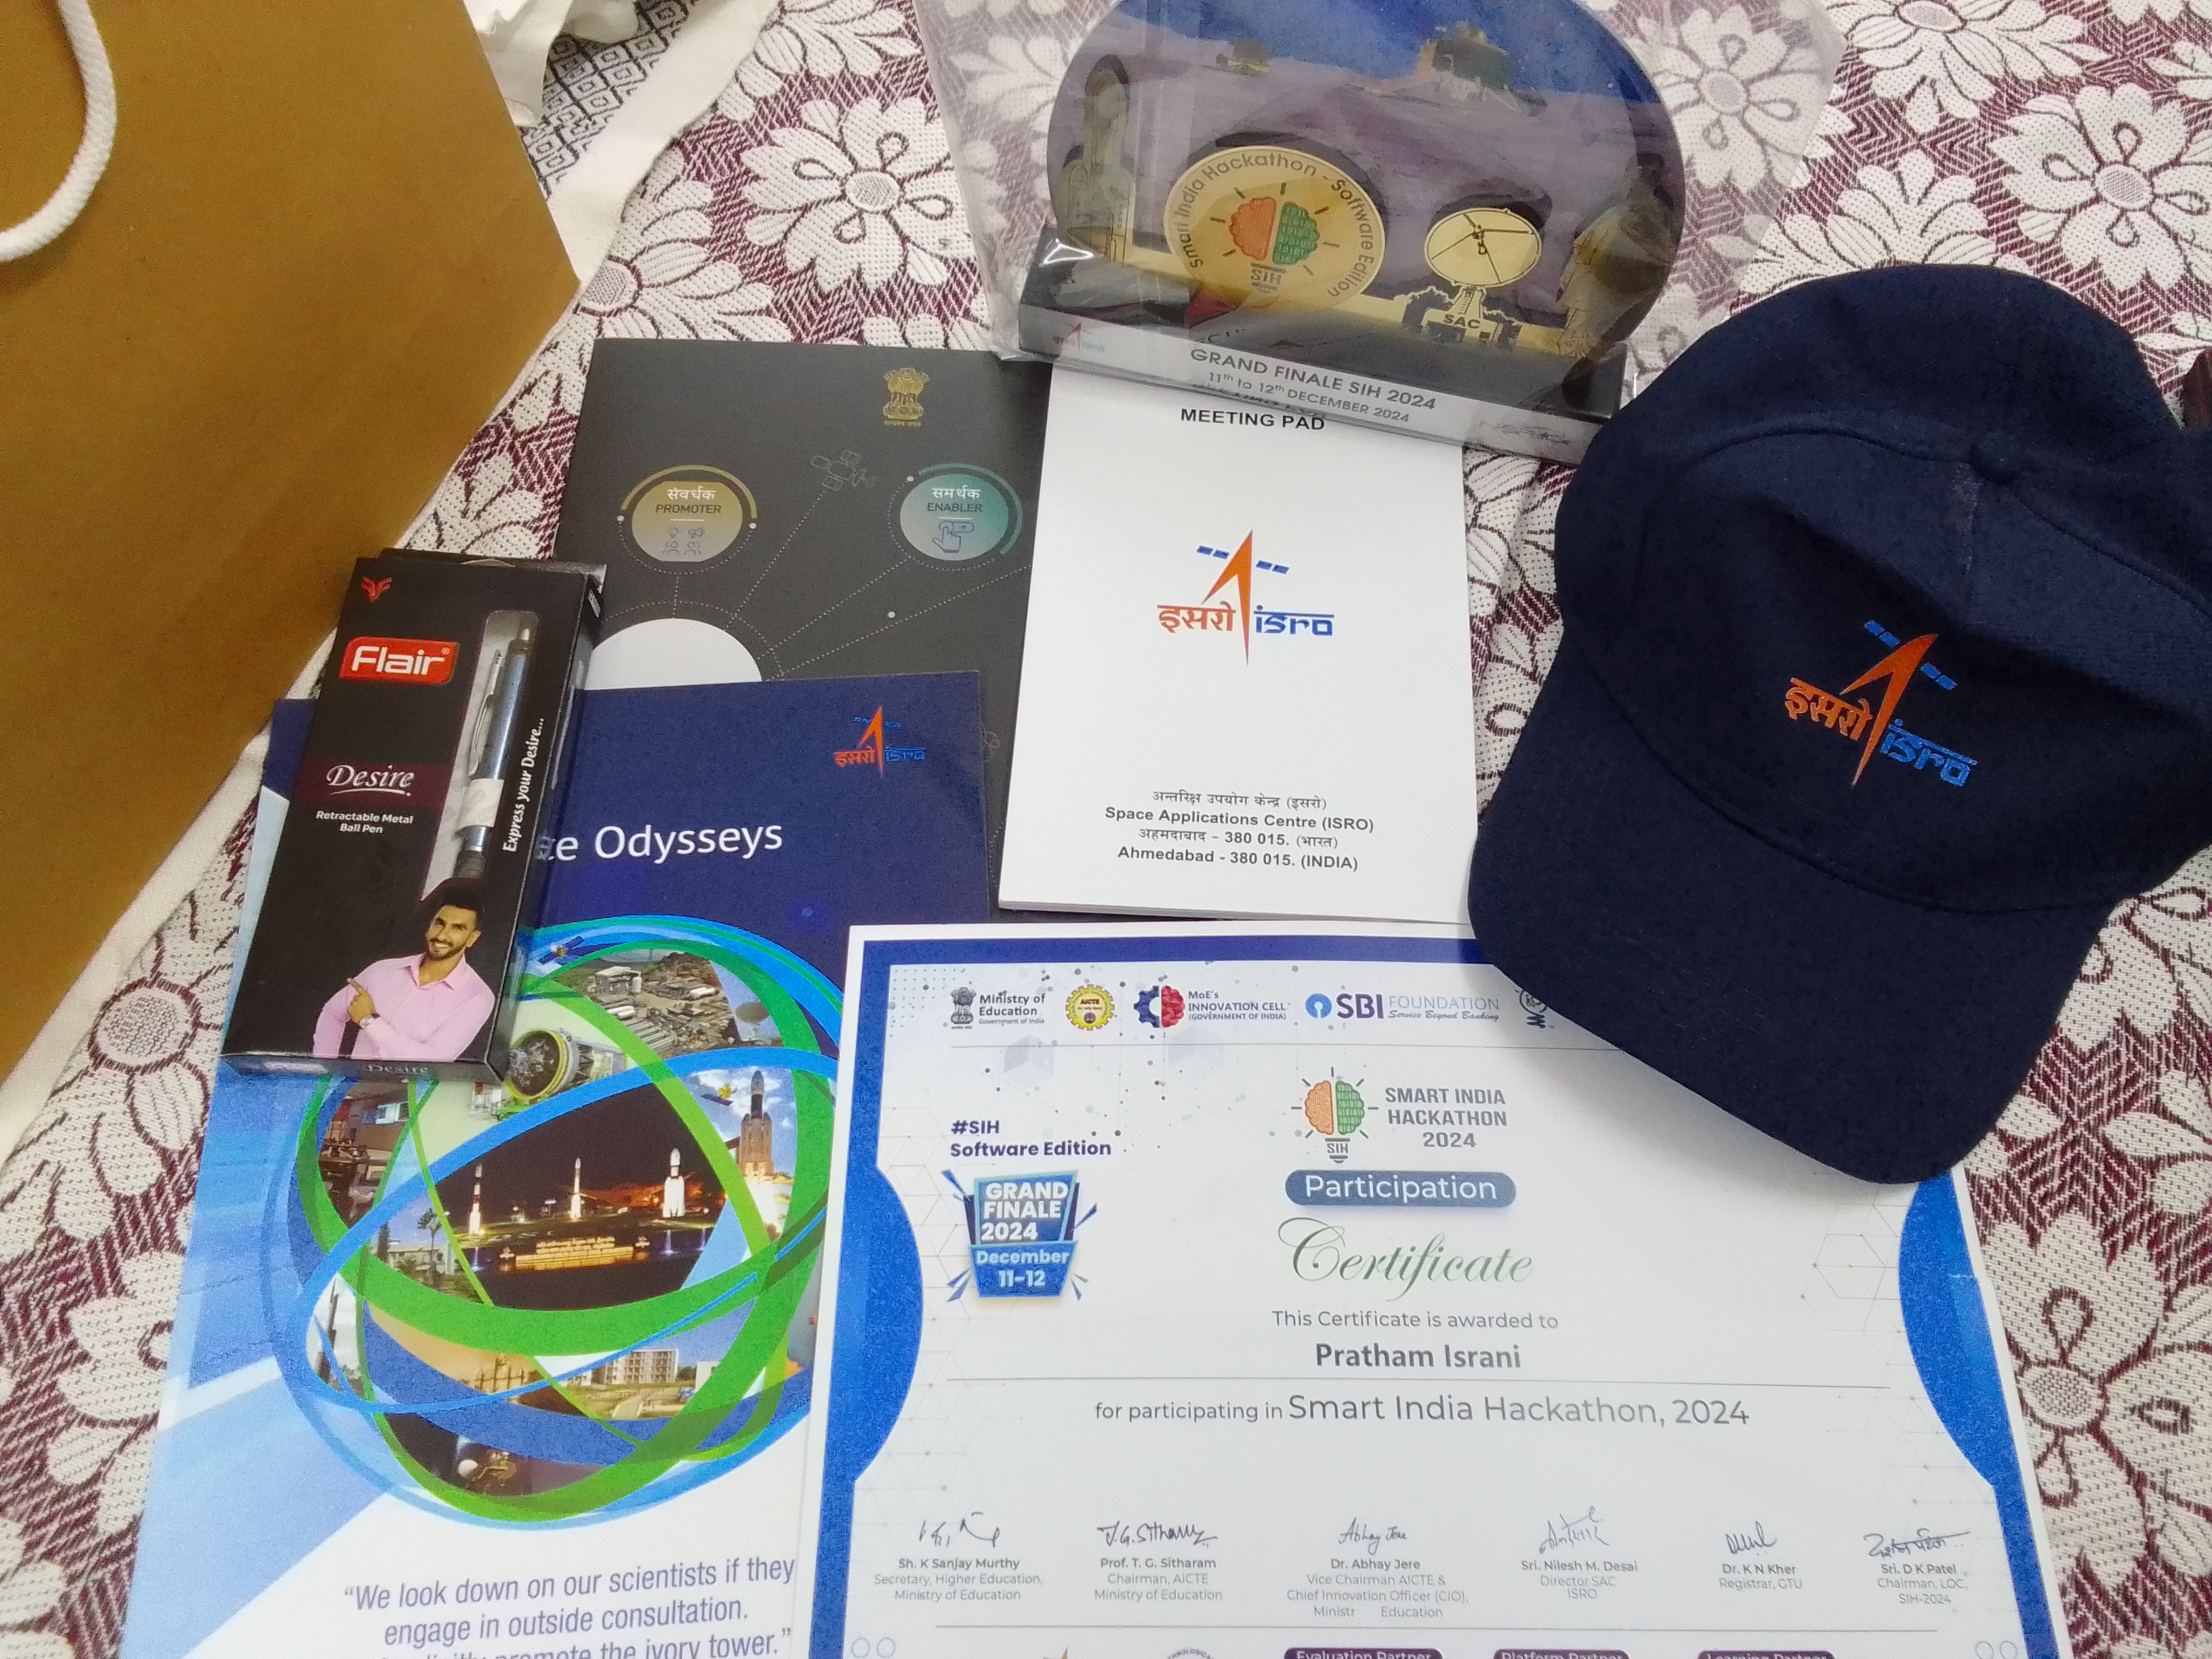 Smart India Hackathon - Software Edition
SIH
SAC
GRAND FINALE SIH 2024
11th to 12th DECEMBER 2024
MEETING PAD
इसरो isro
अन्तरिक्ष उपयोग केन्द्र (इसरो)
Space Applications Centre (ISRO)
अहमदाबाद - 380 015. (भारत)
Ahmedabad - 380 015. (INDIA)
इसरो isro
संवर्धक
PROMOTER
समर्थक
ENABLER
Flair
Desire
Retractable Metal
Ball Pen
Express your Desire...
Desire
इसरो isro
Odysseys
“We look down on our scientists if they
engage in outside consultation.
promote the ivory tower.”
Ministry of
Education
Government of India
AICTE
MoE's
INNOVATION CELL
(GOVERNMENT OF INDIA)
SBI FOUNDATION
Service Beyond Banking
#SIH
Software Edition
GRAND
FINALE
2024
December
11-12
SIH
SMART INDIA
HACKATHON
2024
Participation
Certificate
This Certificate is awarded to
Pratham Israni
for participating in Smart India Hackathon, 2024
Sh. K Sanjay Murthy
Secretary, Higher Education,
Ministry of Education
Prof. T. G. Sitharam
Chairman, AICTE
Ministry of Education
Dr. Abhay Jere
Vice Chairman AICTE &
Chief Innovation Officer (CIO),
Ministr Education
Sri. Nilesh M. Desai
Director SAC
ISRO
Dr. K N Kher
Registrar, GTU
Sri. D K Patel
Chairman, LOC,
SIH-2024
Evaluation Partner
Platform Partner
Learning Partner